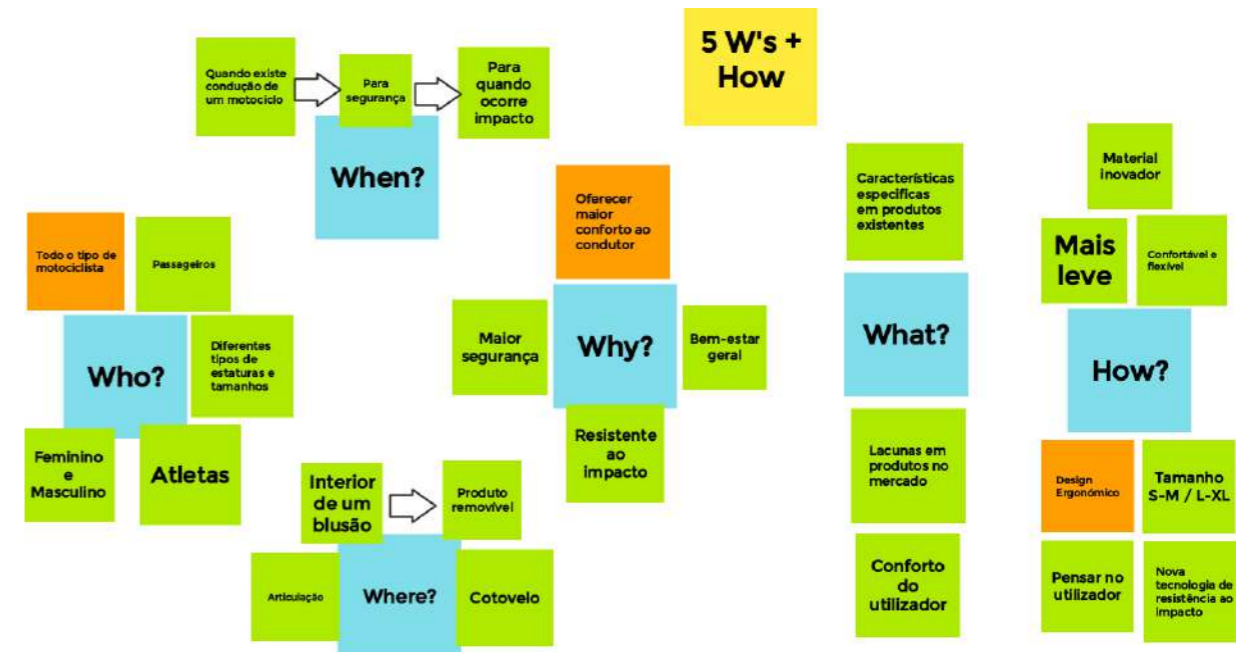 5 W's +
How
Quando existe
condução de
um motociclo
Para
segurança
Para
quando
ocorre
impacto
When?
Todo o tipo de
motociclista
Passageiros
Who?
Diferentes
tipos de
estaturas e
tamanhos
Feminino
e
Masculino
Atletas
Interior
de um
blusão
Produto
removível
Articulação
Where?
Cotovelo
Oferecer
maior
conforto ao
condutor
Maior
segurança
Why?
Bem-estar
geral
Resistente
ao
impacto
Características
especificas
em produtos
existentes
What?
Lacunas em
produtos no
mercado
Conforto
do
utilizador
Material
inovador
Mais
leve
Confortável e
flexível
How?
Design
Ergonómico
Tamanho
S-M / L-XL
Pensar no
utilizador
Nova
tecnologia de
resistência ao
impacto